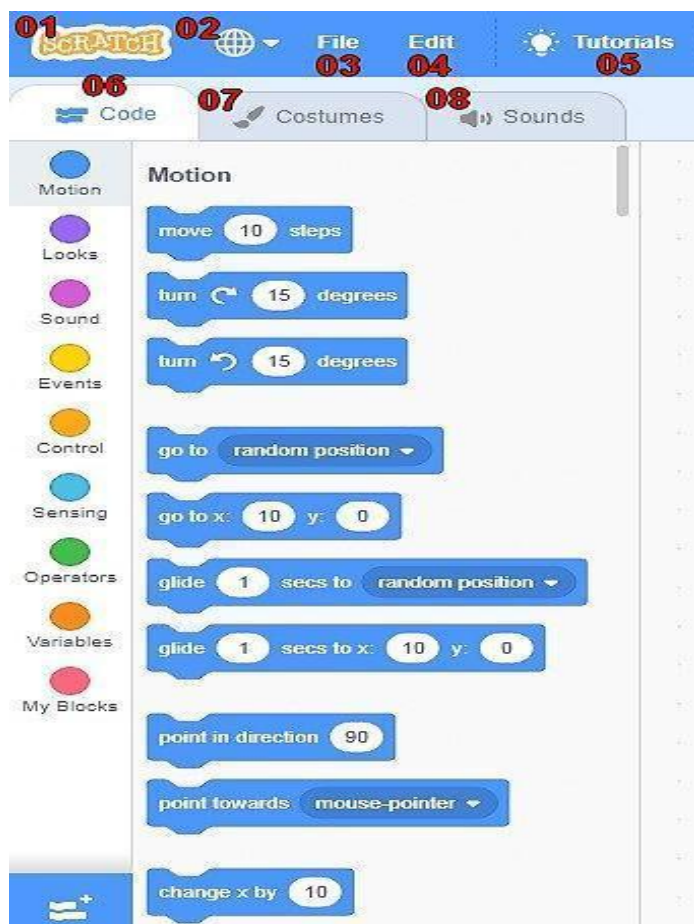 01 SCRATCH 02 File 03 Edit 04 Tutorials 05
06 Code 07 Costumes 08 Sounds
Motion
Looks
Sound
Events
Control
Sensing
Operators
Variables
My Blocks
Motion
move 10 steps
turn 15 degrees
turn 15 degrees
go to random position
go to x: 10 y: 0
glide 1 secs to random position
glide 1 secs to x: 10 y: 0
point in direction 90
point towards mouse-pointer
change x by 10